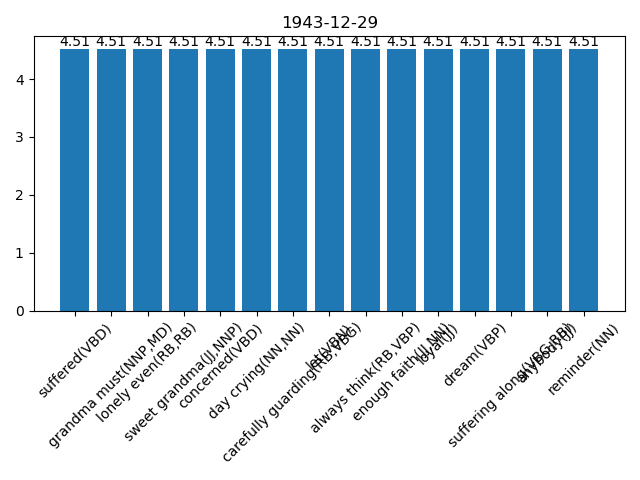 1943-12-29
4.51 4.51 4.51 4.51 4.51 4.51 4.51 4.51 4.51 4.51 4.51 4.51 4.51 4.51 4.51
4
3
2
1
0
suffered(VBD)
grandma must(NNP,MD)
lonely even(RB,RB)
sweet grandma(JJ,NNP)
concerned(VBD)
day crying(NN,NN)
carefully guarding(RB,VBG)
let(VBN)
always think(RB,VBP)
enough faith(JJ,NN)
loyal(JJ)
dream(VBP)
suffering along(VBG,RB)
anybody(JJ)
reminder(NN)